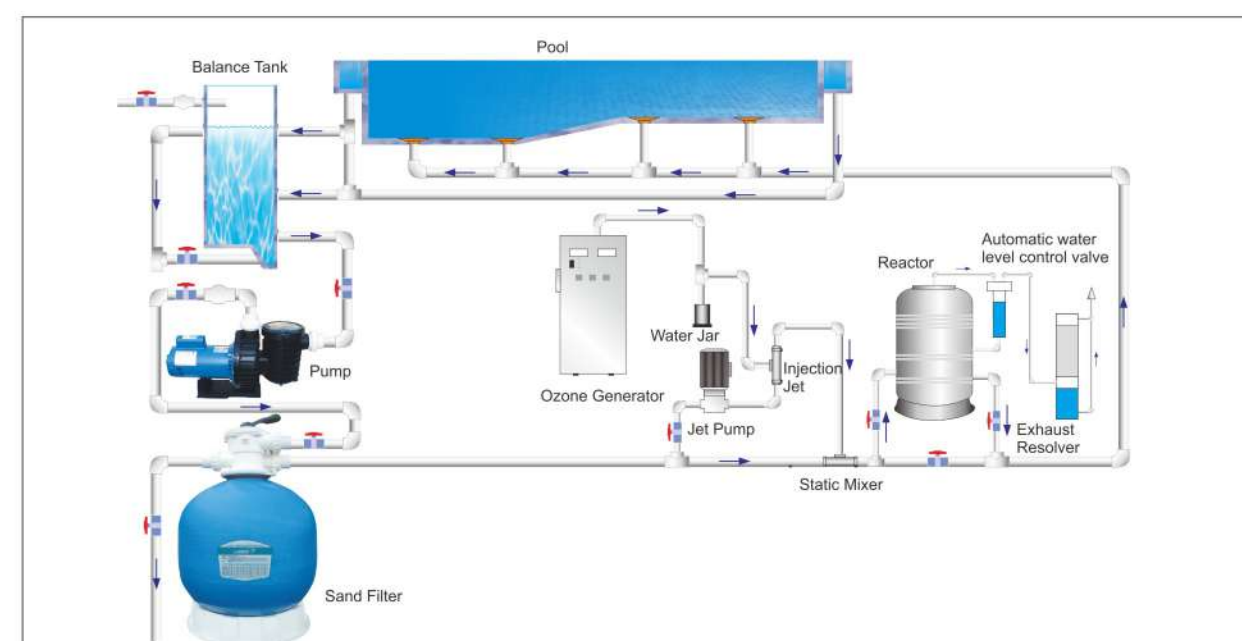 Pool
Balance Tank
Automatic water
level control valve
Reactor
Water Jar
Pump
Injection
Jet
Ozone Generator
Jet Pump
Exhaust
Resolver
Static Mixer
Sand Filter